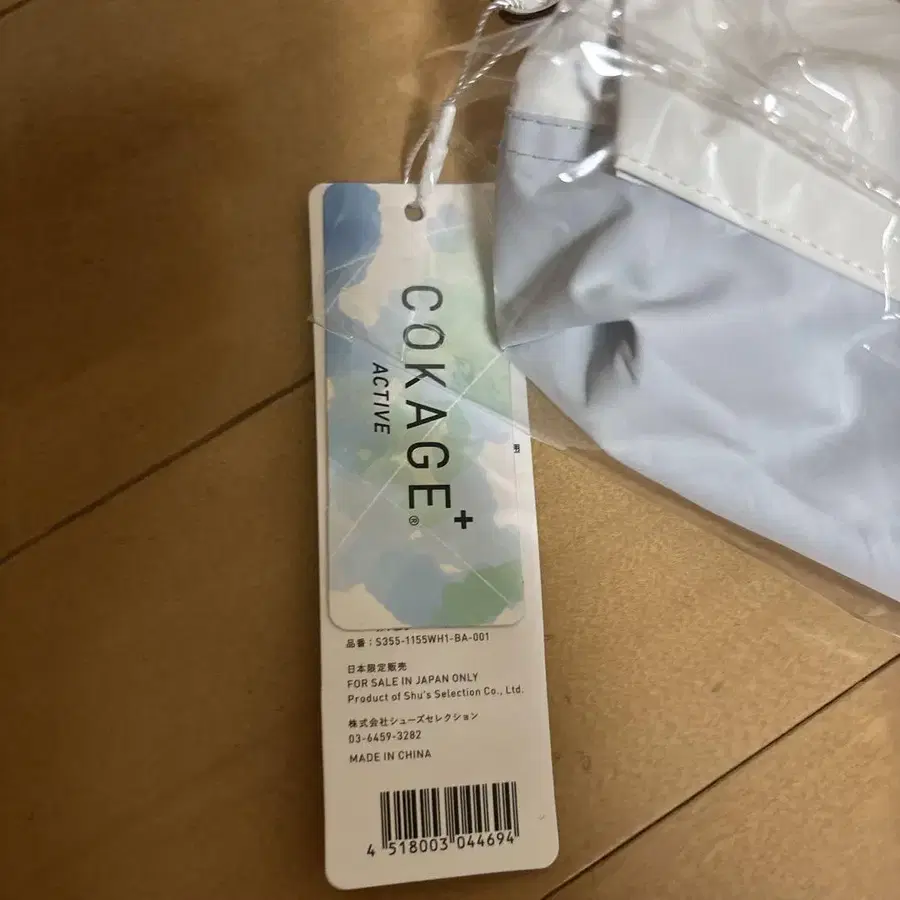 COKAGE+®
ACTIVE
品番：S355-1155WH1-BA-001
日本限定販売
FOR SALE IN JAPAN ONLY
Product of Shu's Selection Co., Ltd.
株式会社シューズセレクション
03-6459-3282
MADE IN CHINA
4 518003 044694